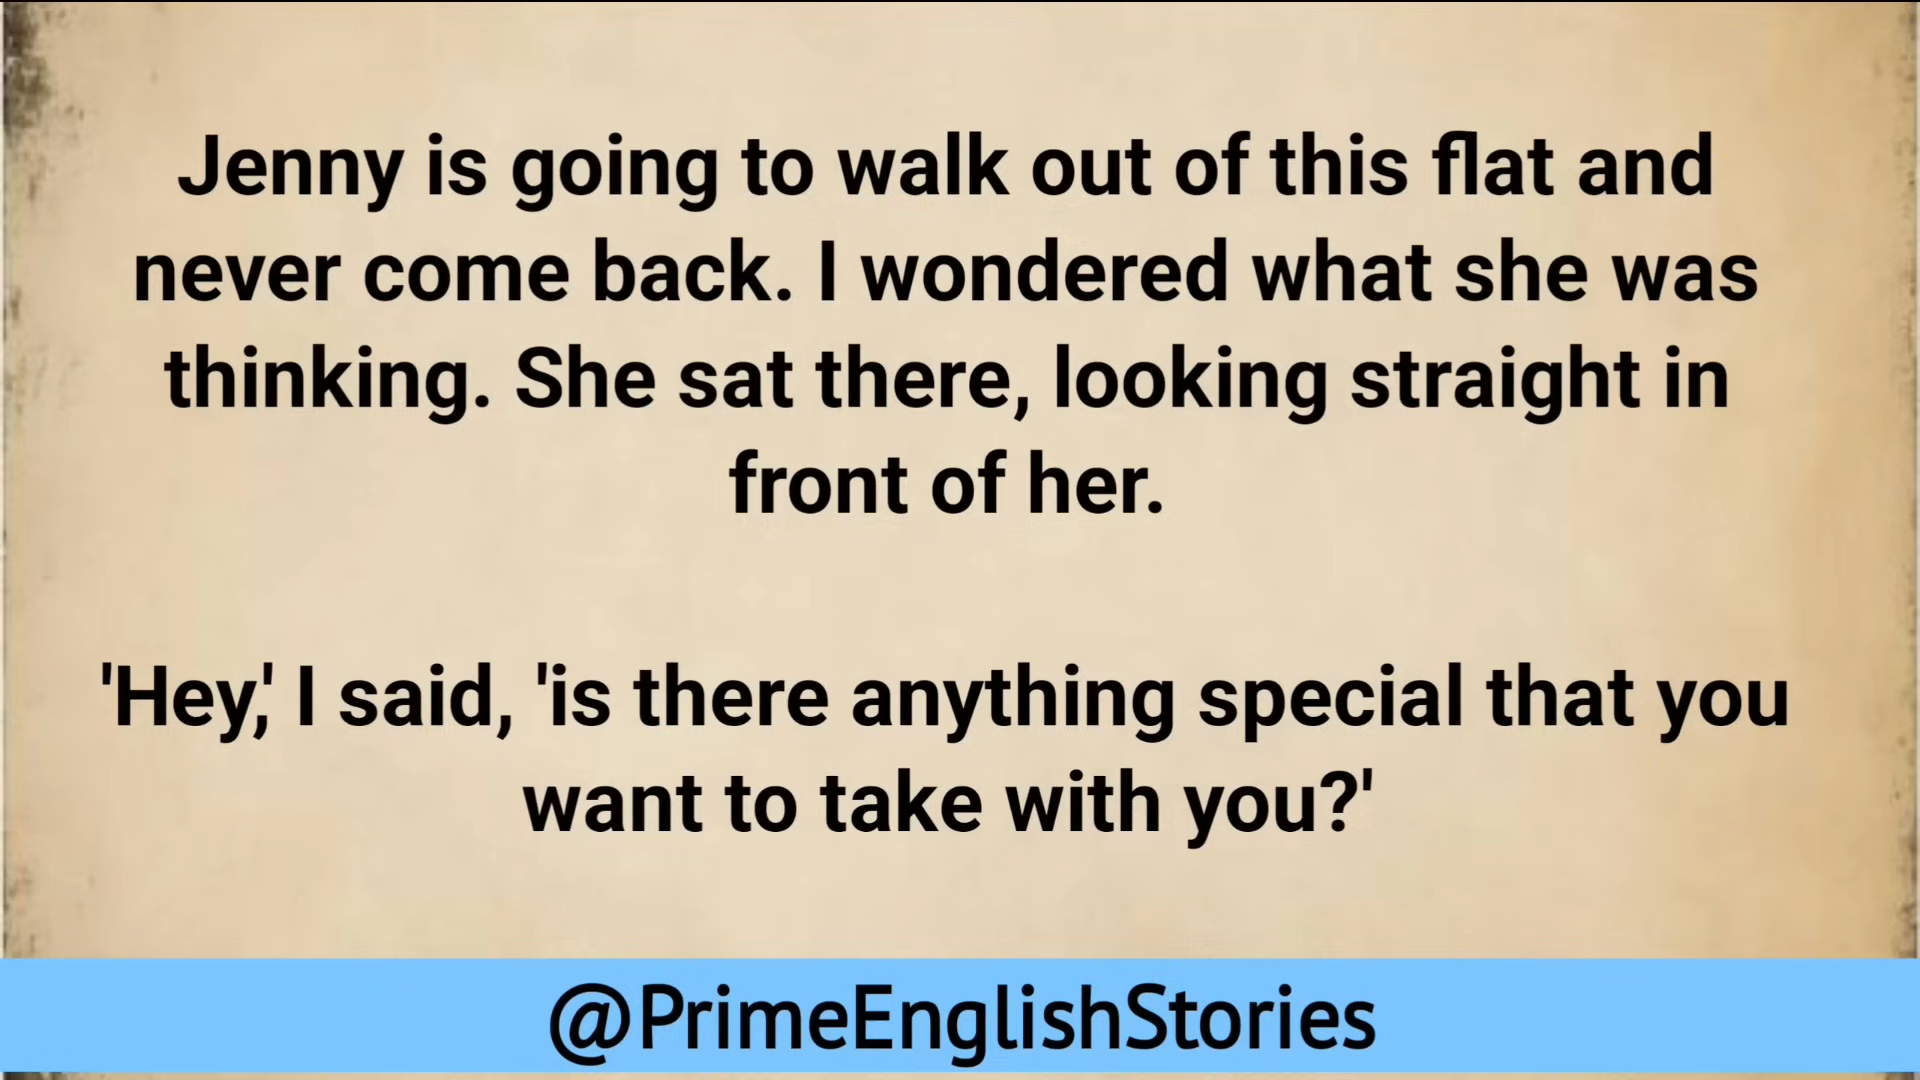 Jenny is going to walk out of this flat and
never come back. I wondered what she was
thinking. She sat there, looking straight in
front of her.
'Hey,' I said, 'is there anything special that you
want to take with you?'
@PrimeEnglishStories